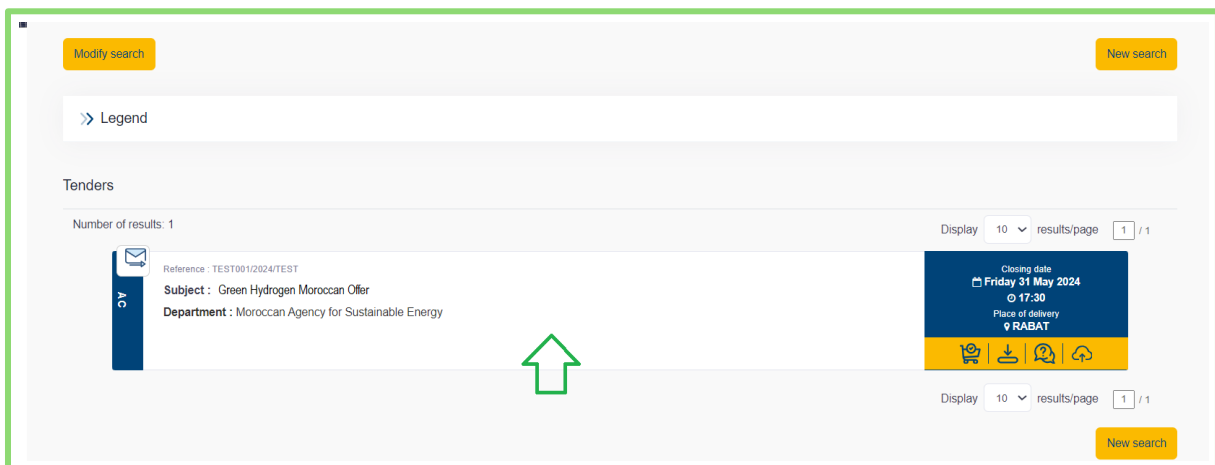 Modify search
New search
Legend
Tenders
Number of results: 1
Display 10 results/page 1 / 1
Reference : TEST001/2024/TEST
Subject : Green Hydrogen Moroccan Offer
Department : Moroccan Agency for Sustainable Energy
A C
Closing date
Friday 31 May 2024
17:30
Place of delivery
RABAT
Display 10 results/page 1 / 1
New search